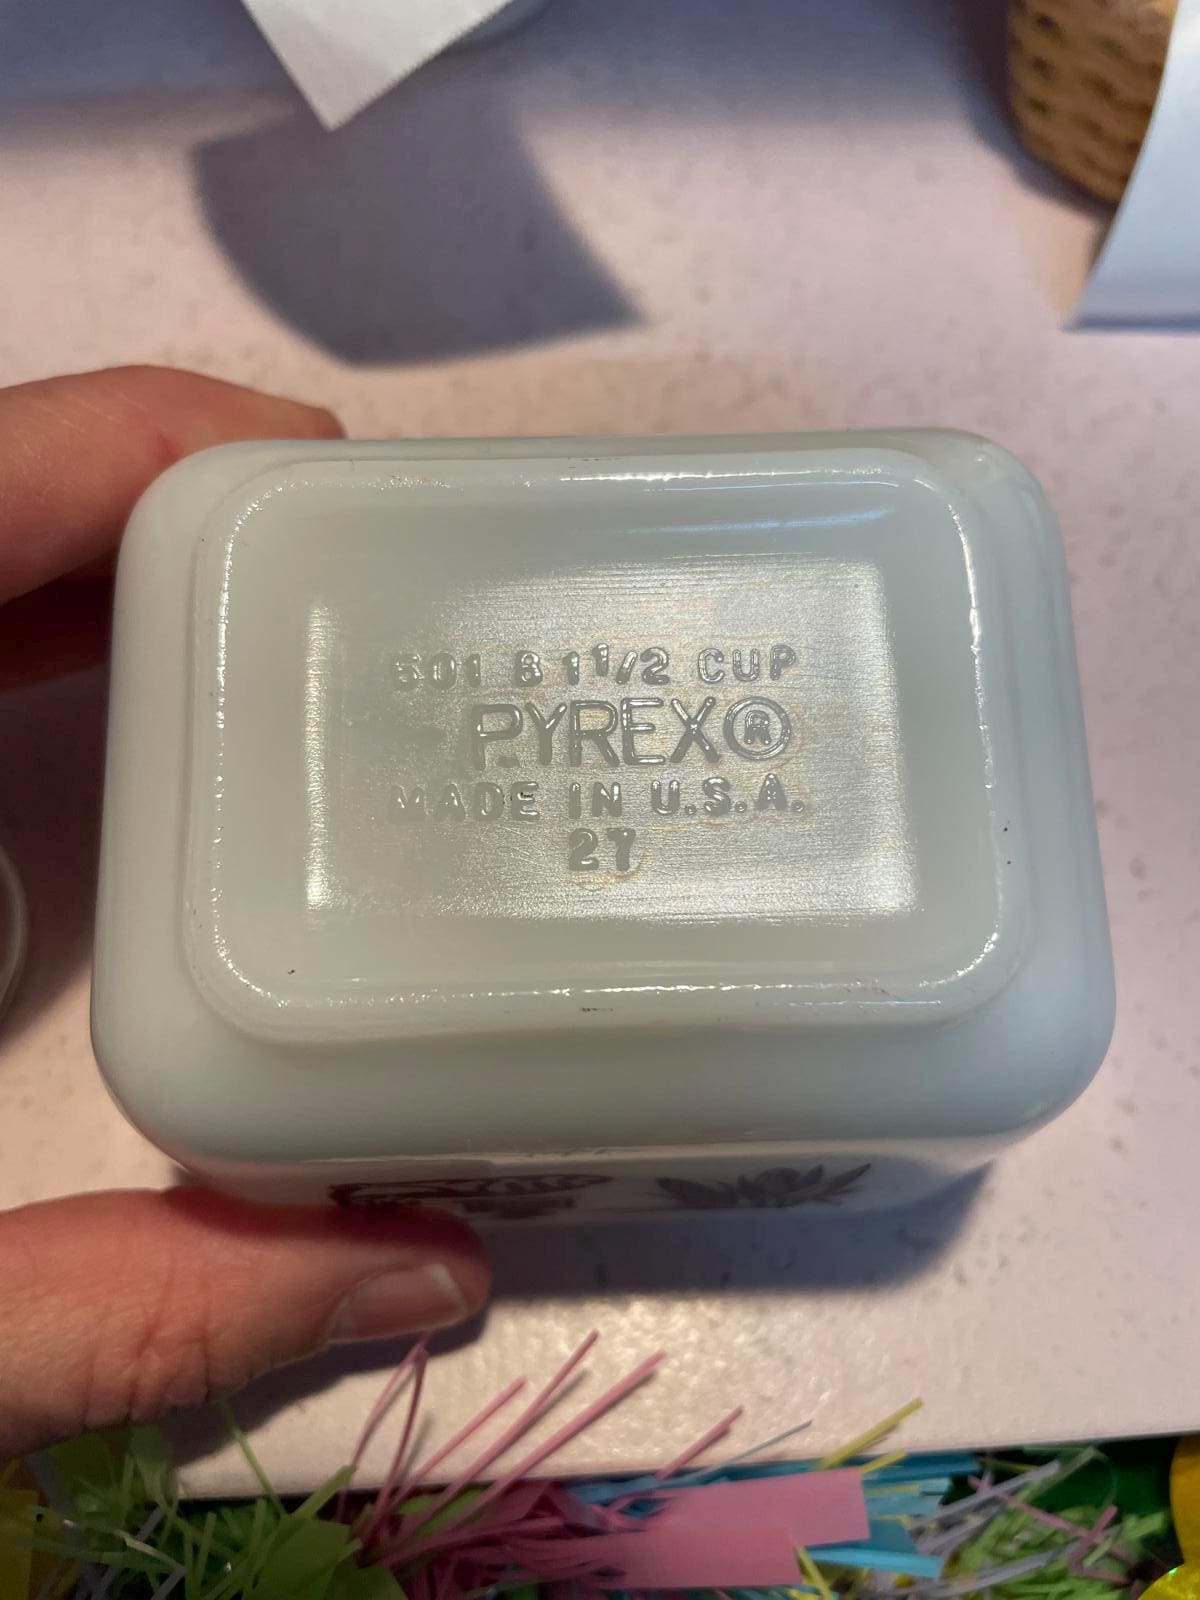 501 B 1 1/2 CUP
PYREX®
MADE IN U.S.A.
27